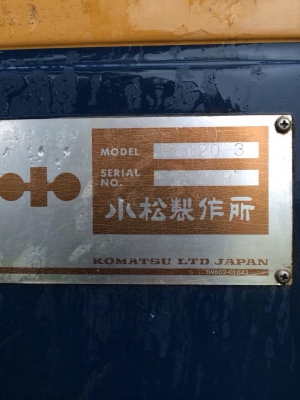 MODEL
SERIAL
NO.
小松製作所
KOMATSU LTD JAPAN